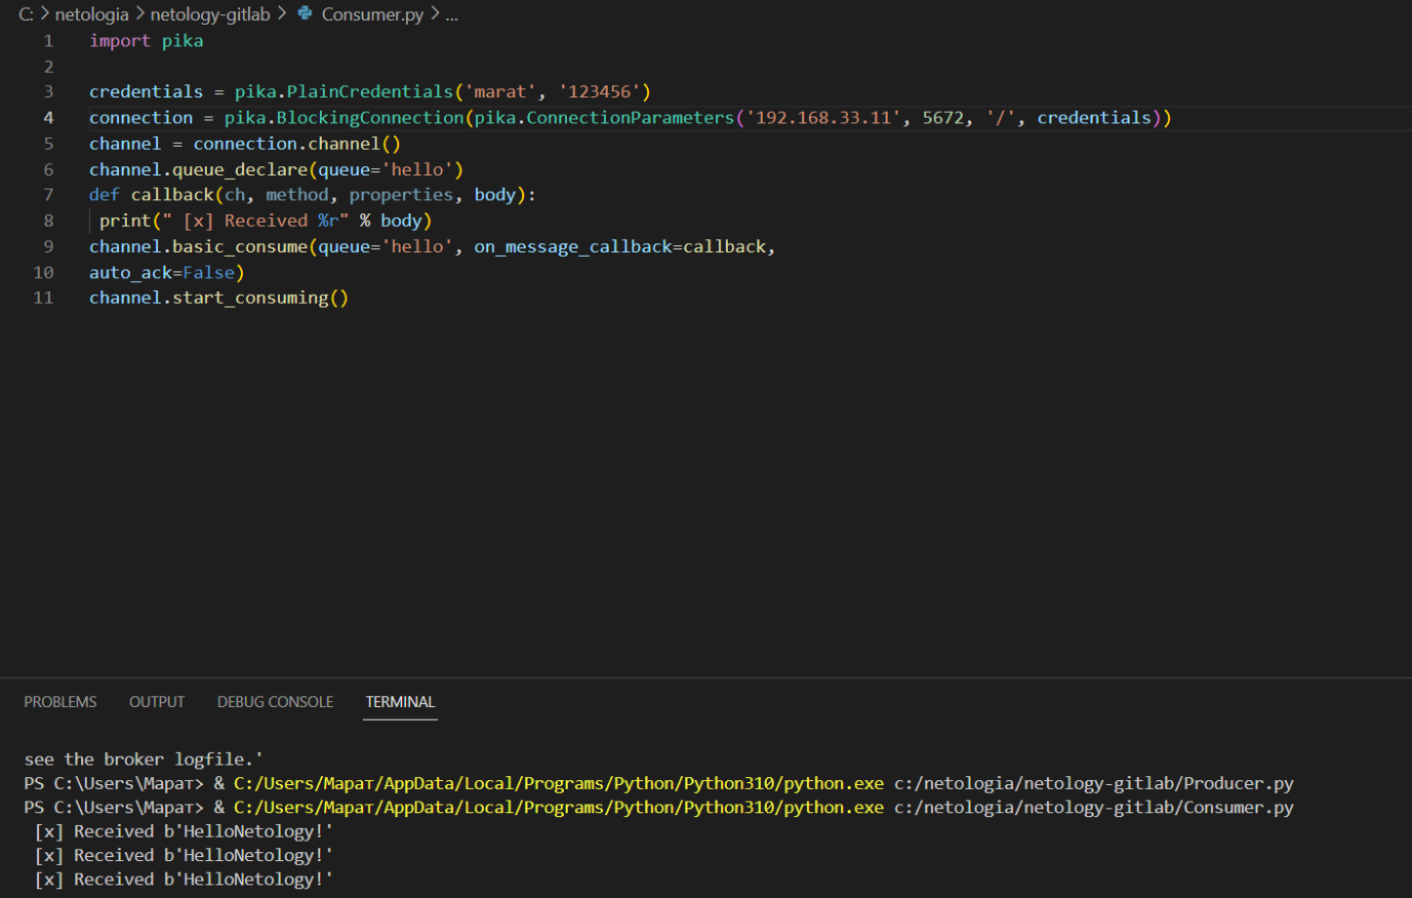 C: > netologia > netology-gitlab > Consumer.py > ...
1 import pika
2
3 credentials = pika.PlainCredentials('marat', '123456')
4 connection = pika.BlockingConnection(pika.ConnectionParameters('192.168.33.11', 5672, '/', credentials))
5 channel = connection.channel()
6 channel.queue_declare(queue='hello')
7 def callback(ch, method, properties, body):
8  print(" [x] Received %r" % body)
9 channel.basic_consume(queue='hello', on_message_callback=callback,
10 auto_ack=False)
11 channel.start_consuming()
PROBLEMS OUTPUT DEBUG CONSOLE TERMINAL
see the broker logfile.'
PS C:\Users\Марат> & C:/Users/Марат/AppData/Local/Programs/Python/Python310/python.exe c:/netologia/netology-gitlab/Producer.py
PS C:\Users\Марат> & C:/Users/Марат/AppData/Local/Programs/Python/Python310/python.exe c:/netologia/netology-gitlab/Consumer.py
 [x] Received b'HelloNetology!'
 [x] Received b'HelloNetology!'
 [x] Received b'HelloNetology!'